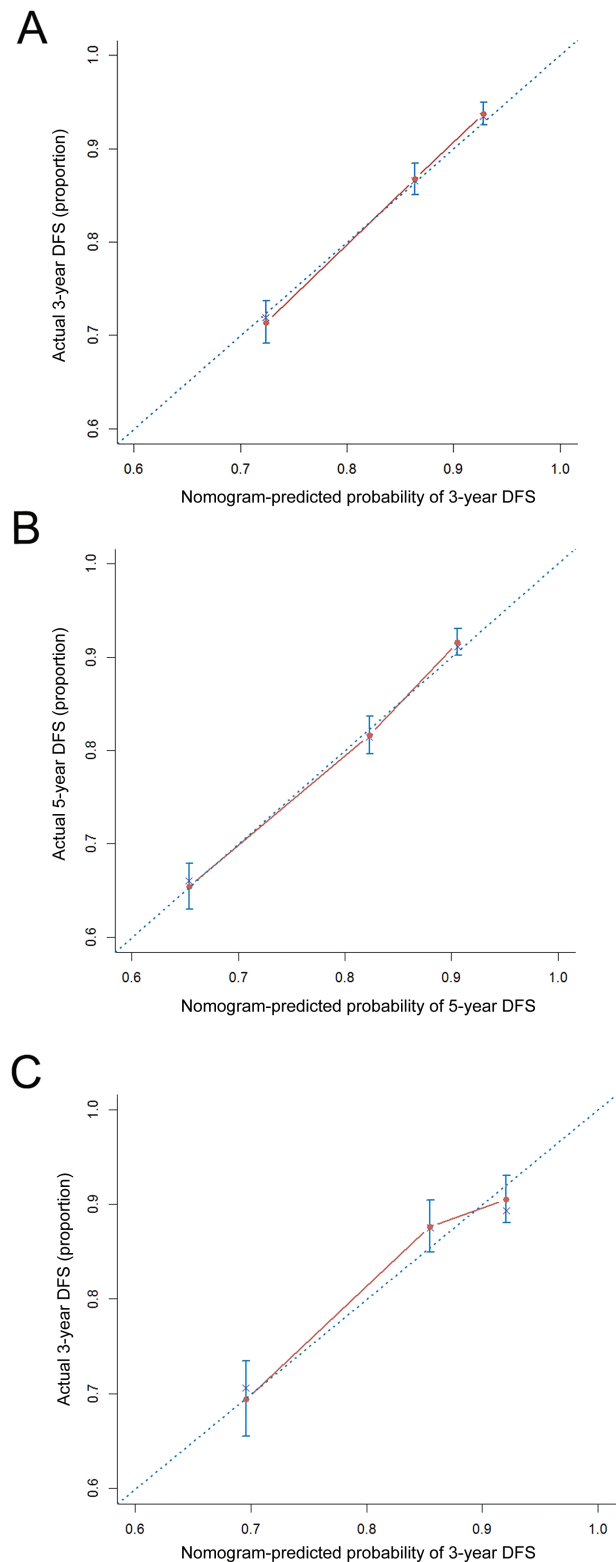 A
Actual 3-year DFS (proportion)
1.0
0.9
0.8
0.7
0.6
0.6 0.7 0.8 0.9 1.0
Nomogram-predicted probability of 3-year DFS
B
Actual 5-year DFS (proportion)
1.0
0.9
0.8
0.7
0.6
0.6 0.7 0.8 0.9 1.0
Nomogram-predicted probability of 5-year DFS
C
Actual 3-year DFS (proportion)
1.0
0.9
0.8
0.7
0.6
0.6 0.7 0.8 0.9 1.0
Nomogram-predicted probability of 3-year DFS